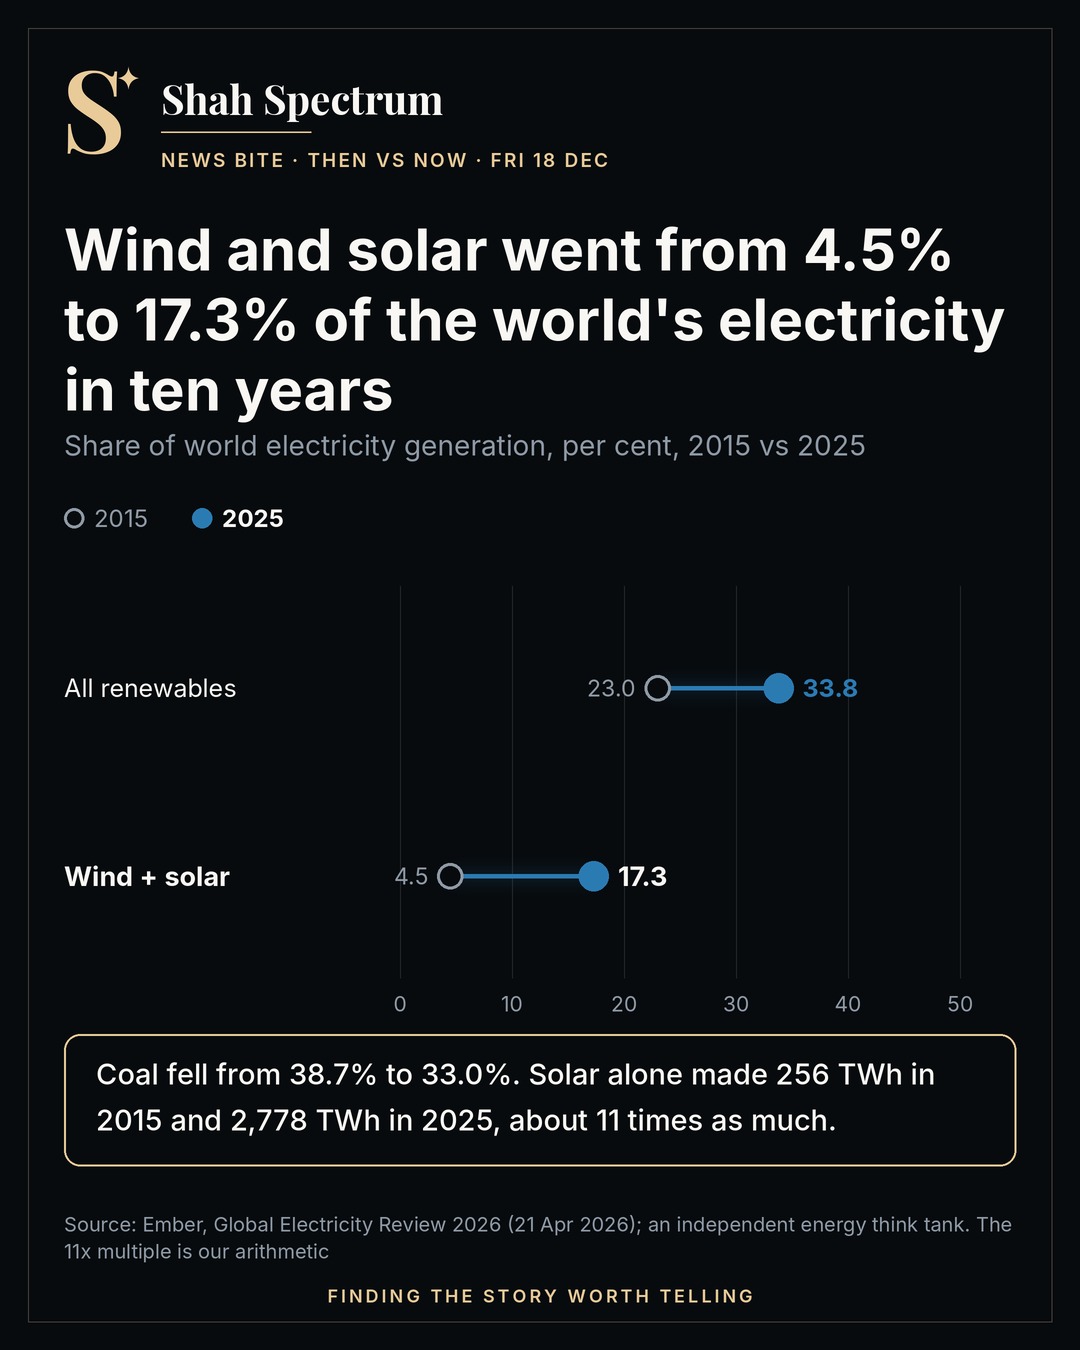 S
Shah Spectrum
NEWS BITE · THEN VS NOW · FRI 18 DEC
Wind and solar went from 4.5%
to 17.3% of the world's electricity
in ten years
Share of world electricity generation, per cent, 2015 vs 2025
2015 2025
All renewables 23.0 33.8
Wind + solar 4.5 17.3
0 10 20 30 40 50
Coal fell from 38.7% to 33.0%. Solar alone made 256 TWh in
2015 and 2,778 TWh in 2025, about 11 times as much.
Source: Ember, Global Electricity Review 2026 (21 Apr 2026); an independent energy think tank. The
11x multiple is our arithmetic
FINDING THE STORY WORTH TELLING